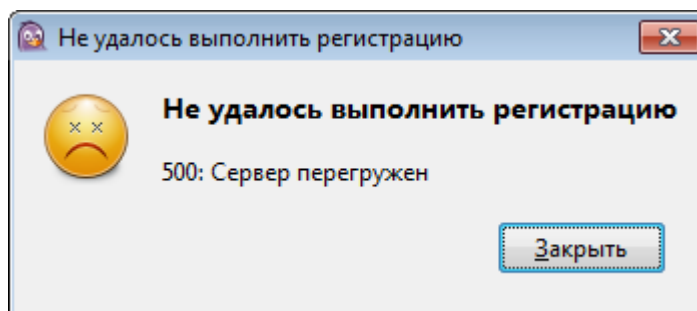 Не удалось выполнить регистрацию
Не удалось выполнить регистрацию
500: Сервер перегружен
Закрыть